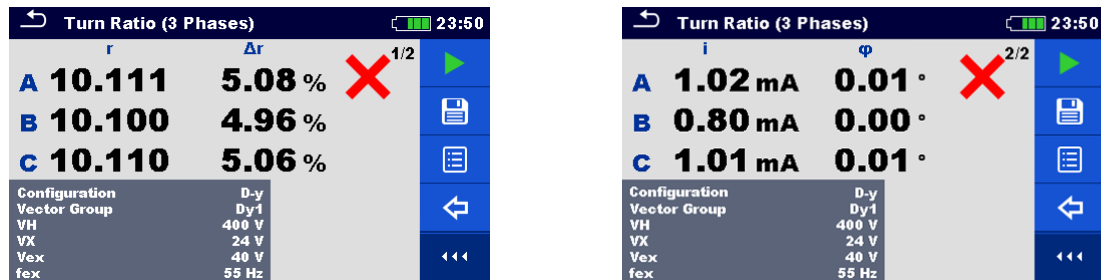 Turn Ratio (3 Phases) 23:50
r Δr 1/2
A 10.111 5.08 %
B 10.100 4.96 %
C 10.110 5.06 %
Configuration D-y
Vector Group Dy1
VH 400 V
VX 24 V
Vex 40 V
fex 55 Hz
Turn Ratio (3 Phases) 23:50
i φ 2/2
A 1.02 mA 0.01 °
B 0.80 mA 0.00 °
C 1.01 mA 0.01 °
Configuration D-y
Vector Group Dy1
VH 400 V
VX 24 V
Vex 40 V
fex 55 Hz